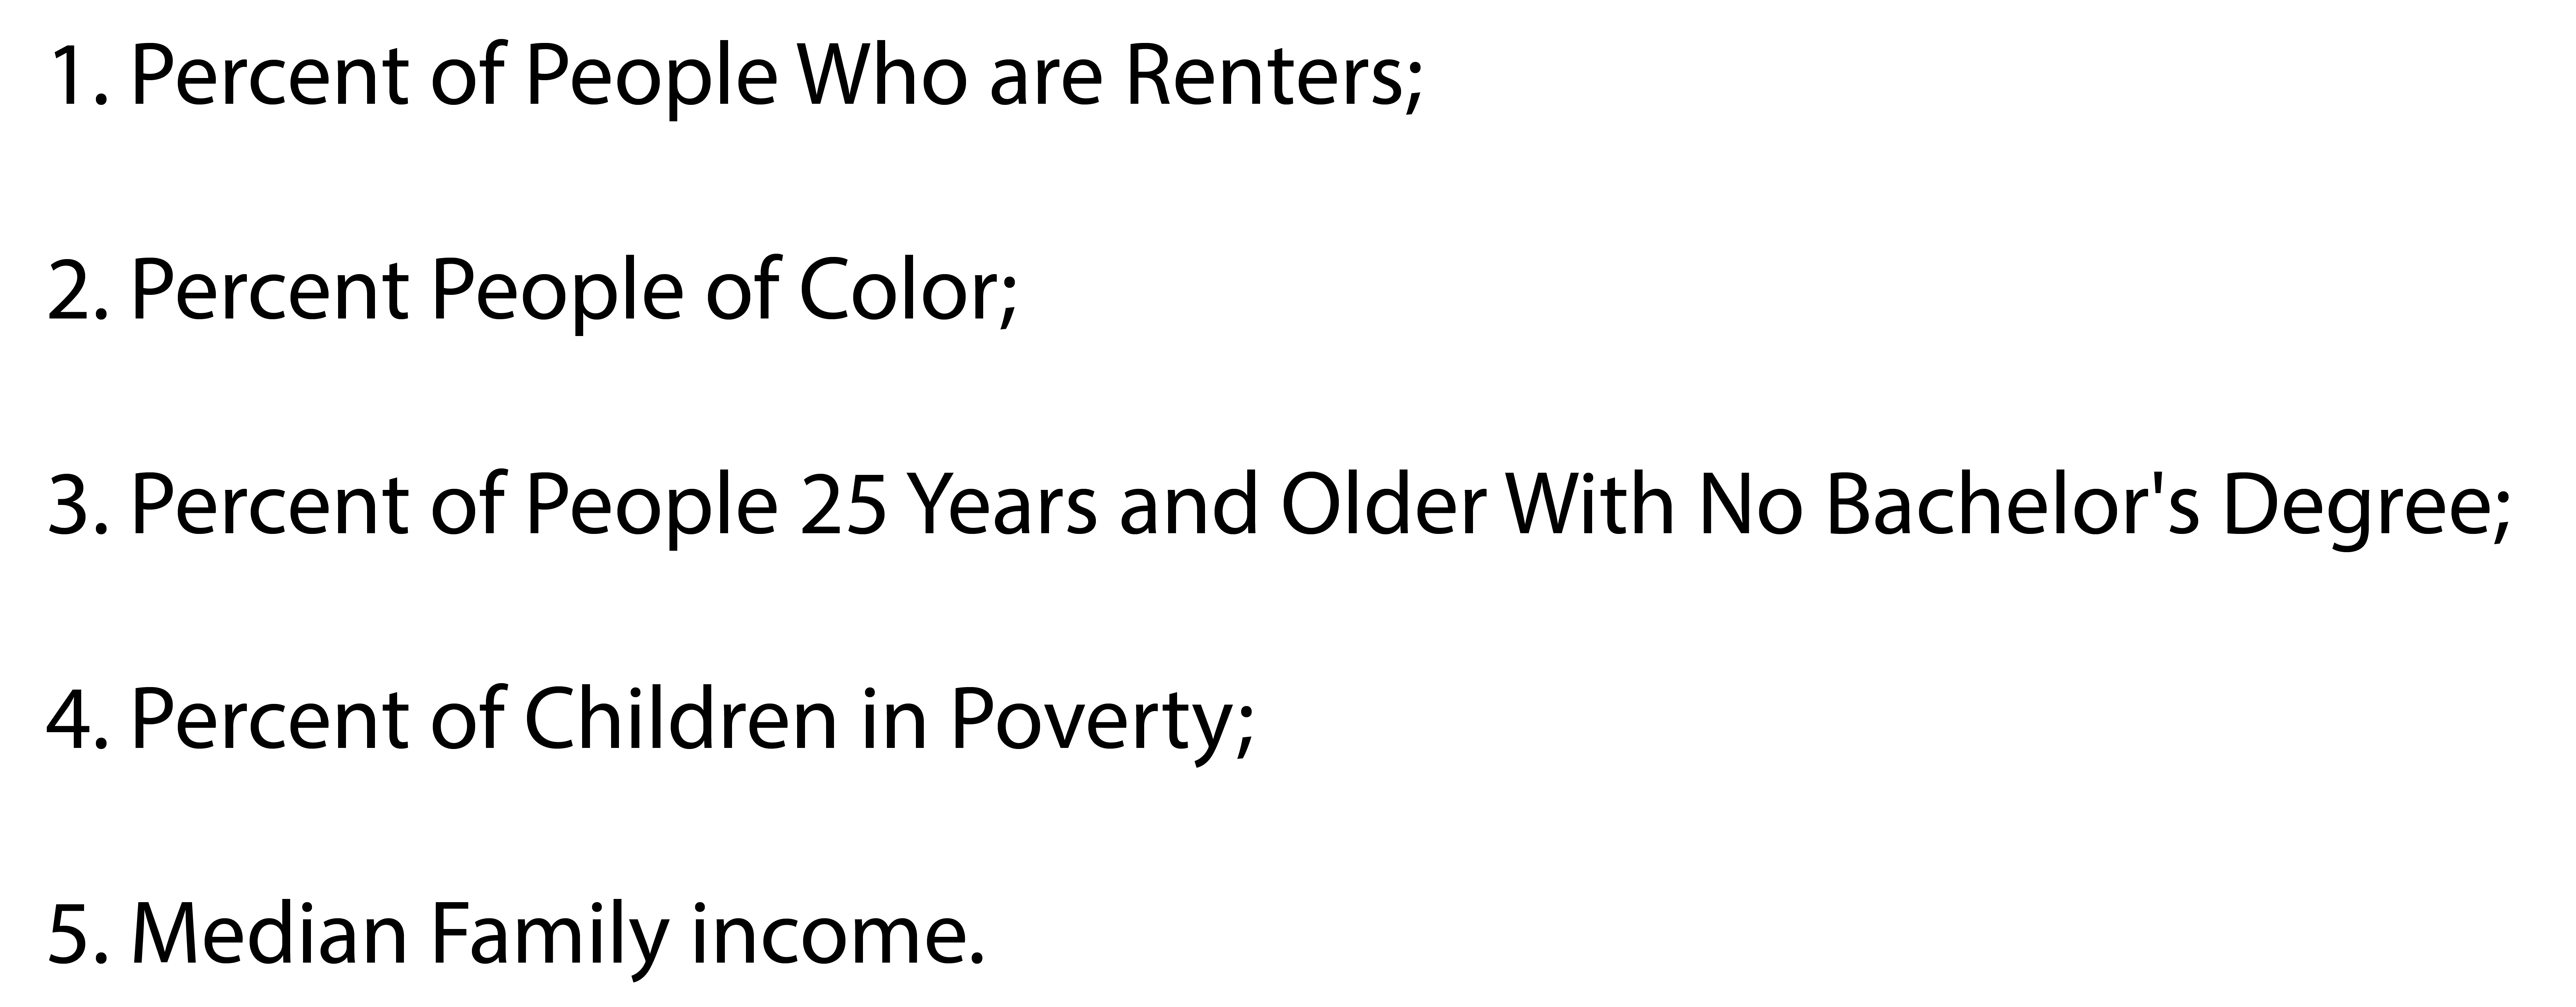 1. Percent of People Who are Renters;
2. Percent People of Color;
3. Percent of People 25 Years and Older With No Bachelor's Degree;
4. Percent of Children in Poverty;
5. Median Family income.